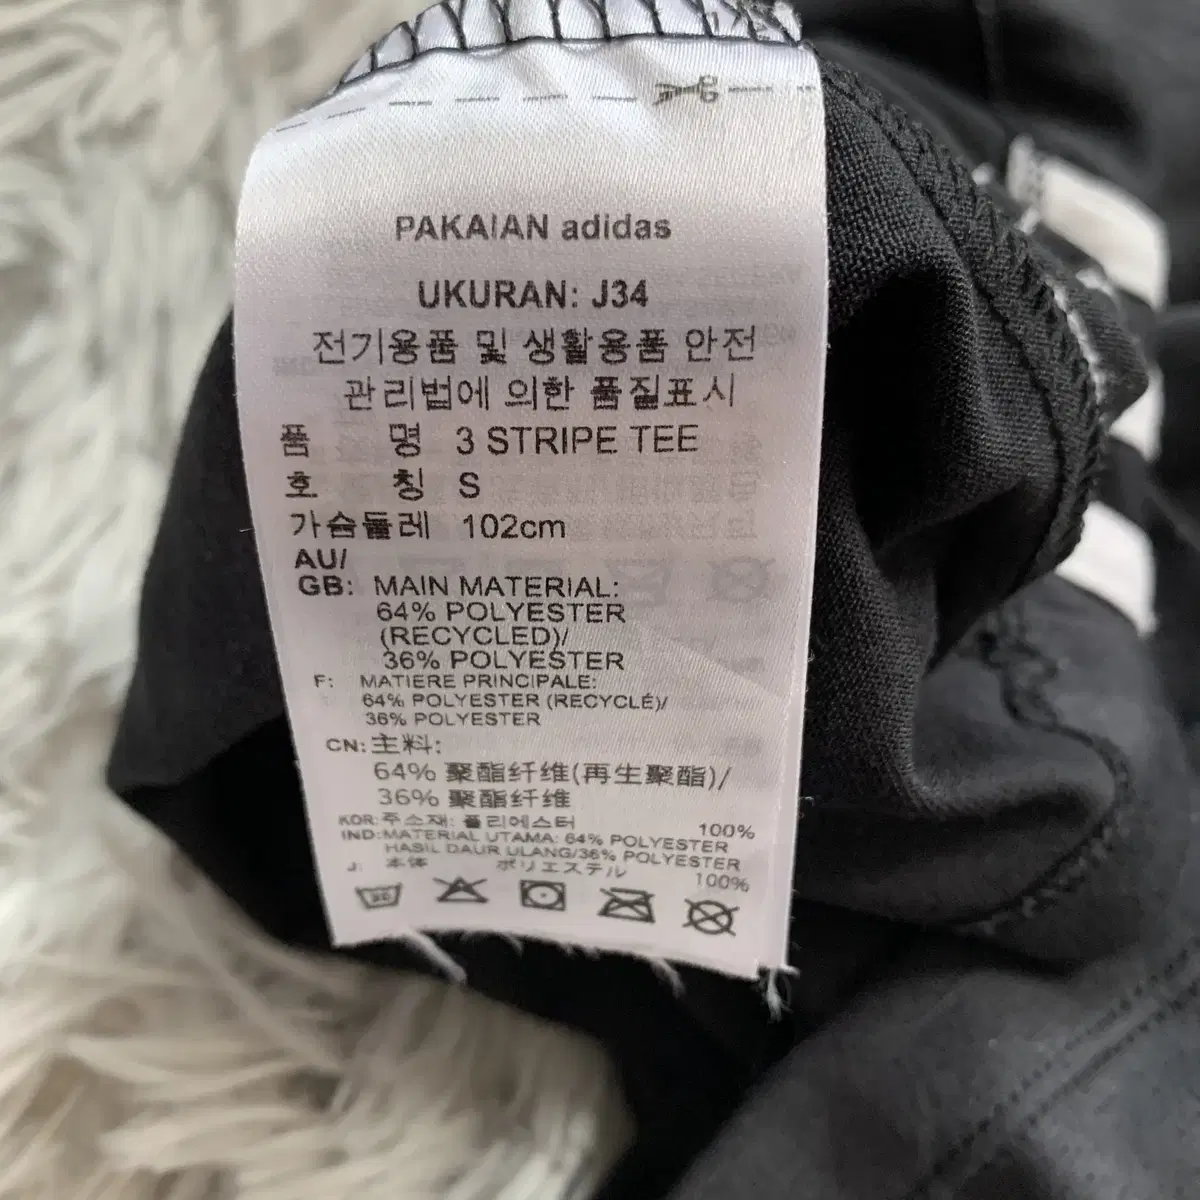 PAKAIAN adidas
UKURAN: J34
전기용품 및 생활용품 안전
관리법에 의한 품질표시
품 명 3 STRIPE TEE
호 칭 S
가슴둘레 102cm
AU/
GB: MAIN MATERIAL:
64% POLYESTER
(RECYCLED)/
36% POLYESTER
F: MATIERE PRINCIPALE:
64% POLYESTER (RECYCLÉ)/
36% POLYESTER
CN: 主料:
64% 聚酯纤维(再生聚酯)/
36% 聚酯纤维
KOR: 주소재: 폴리에스터 100%
IND: MATERIAL UTAMA: 64% POLYESTER
HASIL DAUR ULANG/36% POLYESTER
J: 本体 ポリエステル 100%